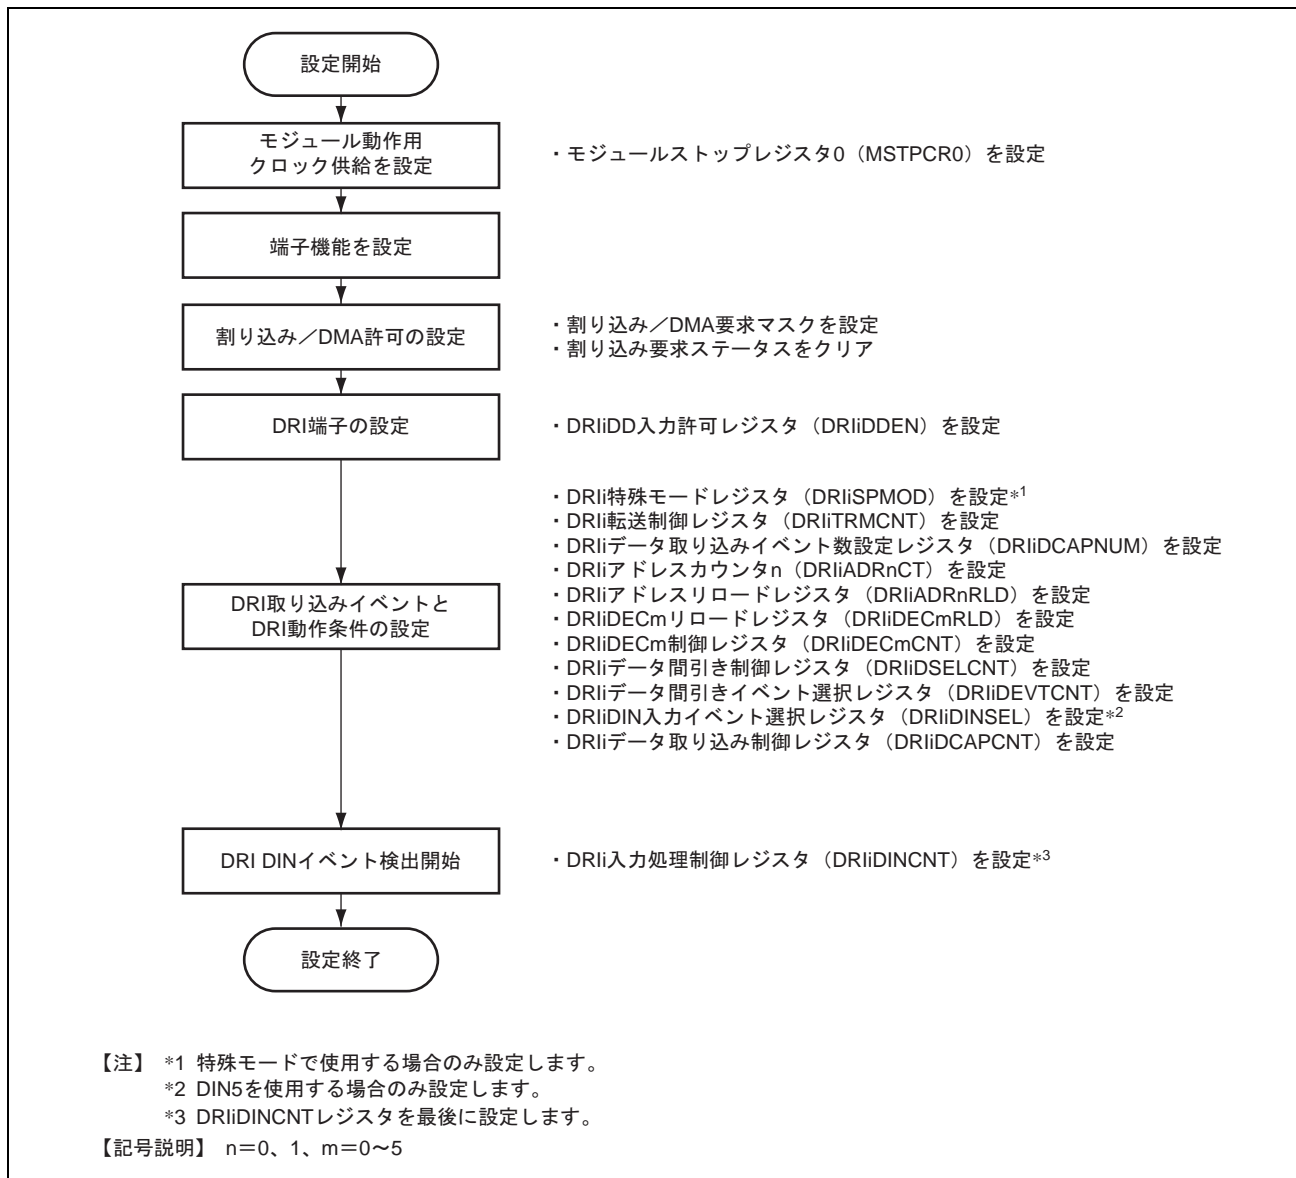 設定開始
モジュール動作用
クロック供給を設定
・モジュールストップレジスタ0（MSTPCR0）を設定
端子機能を設定
割り込み／DMA許可の設定
・割り込み／DMA要求マスクを設定
・割り込み要求ステータスをクリア
DRI端子の設定
・DRIiDD入力許可レジスタ（DRIiDDEN）を設定
DRI取り込みイベントと
DRI動作条件の設定
・DRIi特殊モードレジスタ（DRIiSPMOD）を設定*1
・DRIi転送制御レジスタ（DRIiTRMCNT）を設定
・DRIiデータ取り込みイベント数設定レジスタ（DRIiDCAPNUM）を設定
・DRIiアドレスカウンタn（DRIiADRnCT）を設定
・DRIiアドレスリロードレジスタ（DRIiADRnRLD）を設定
・DRIiDECmリロードレジスタ（DRIiDECmRLD）を設定
・DRIiDECm制御レジスタ（DRIiDECmCNT）を設定
・DRIiデータ間引き制御レジスタ（DRIiDSELCNT）を設定
・DRIiデータ間引きイベント選択レジスタ（DRIiDEVTCNT）を設定
・DRIiDIN入力イベント選択レジスタ（DRIiDINSEL）を設定*2
・DRIiデータ取り込み制御レジスタ（DRIiDCAPCNT）を設定
DRI DINイベント検出開始
・DRIi入力処理制御レジスタ（DRIiDINCNT）を設定*3
設定終了
【注】 *1 特殊モードで使用する場合のみ設定します。
*2 DIN5を使用する場合のみ設定します。
*3 DRIiDINCNTレジスタを最後に設定します。
【記号説明】 n＝0、1、m＝0～5